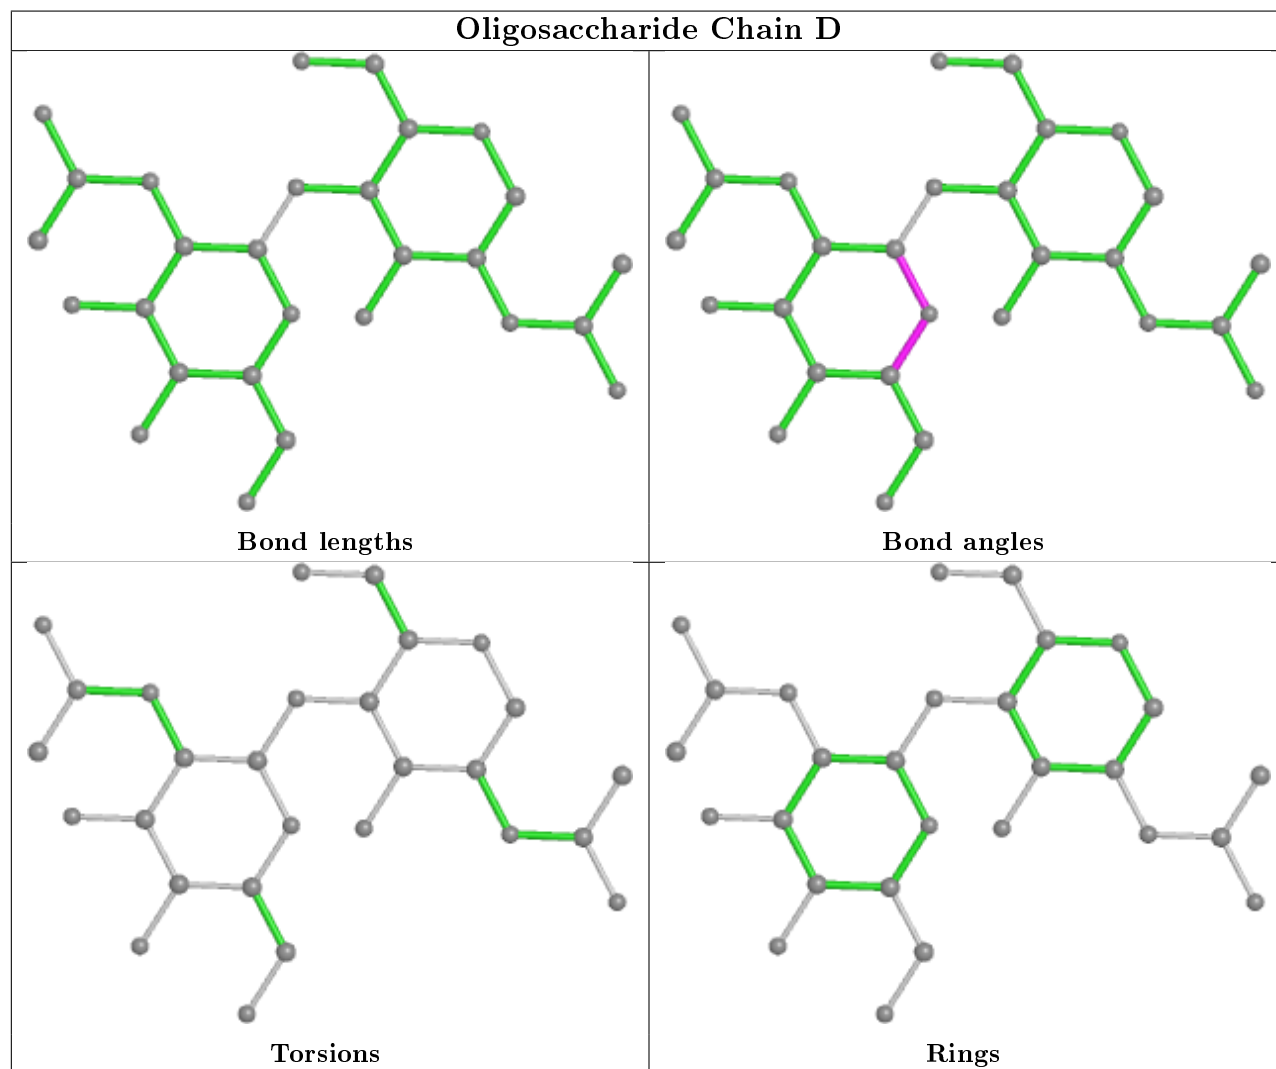 Oligosaccharide Chain D
Bond lengths
Bond angles
Torsions
Rings